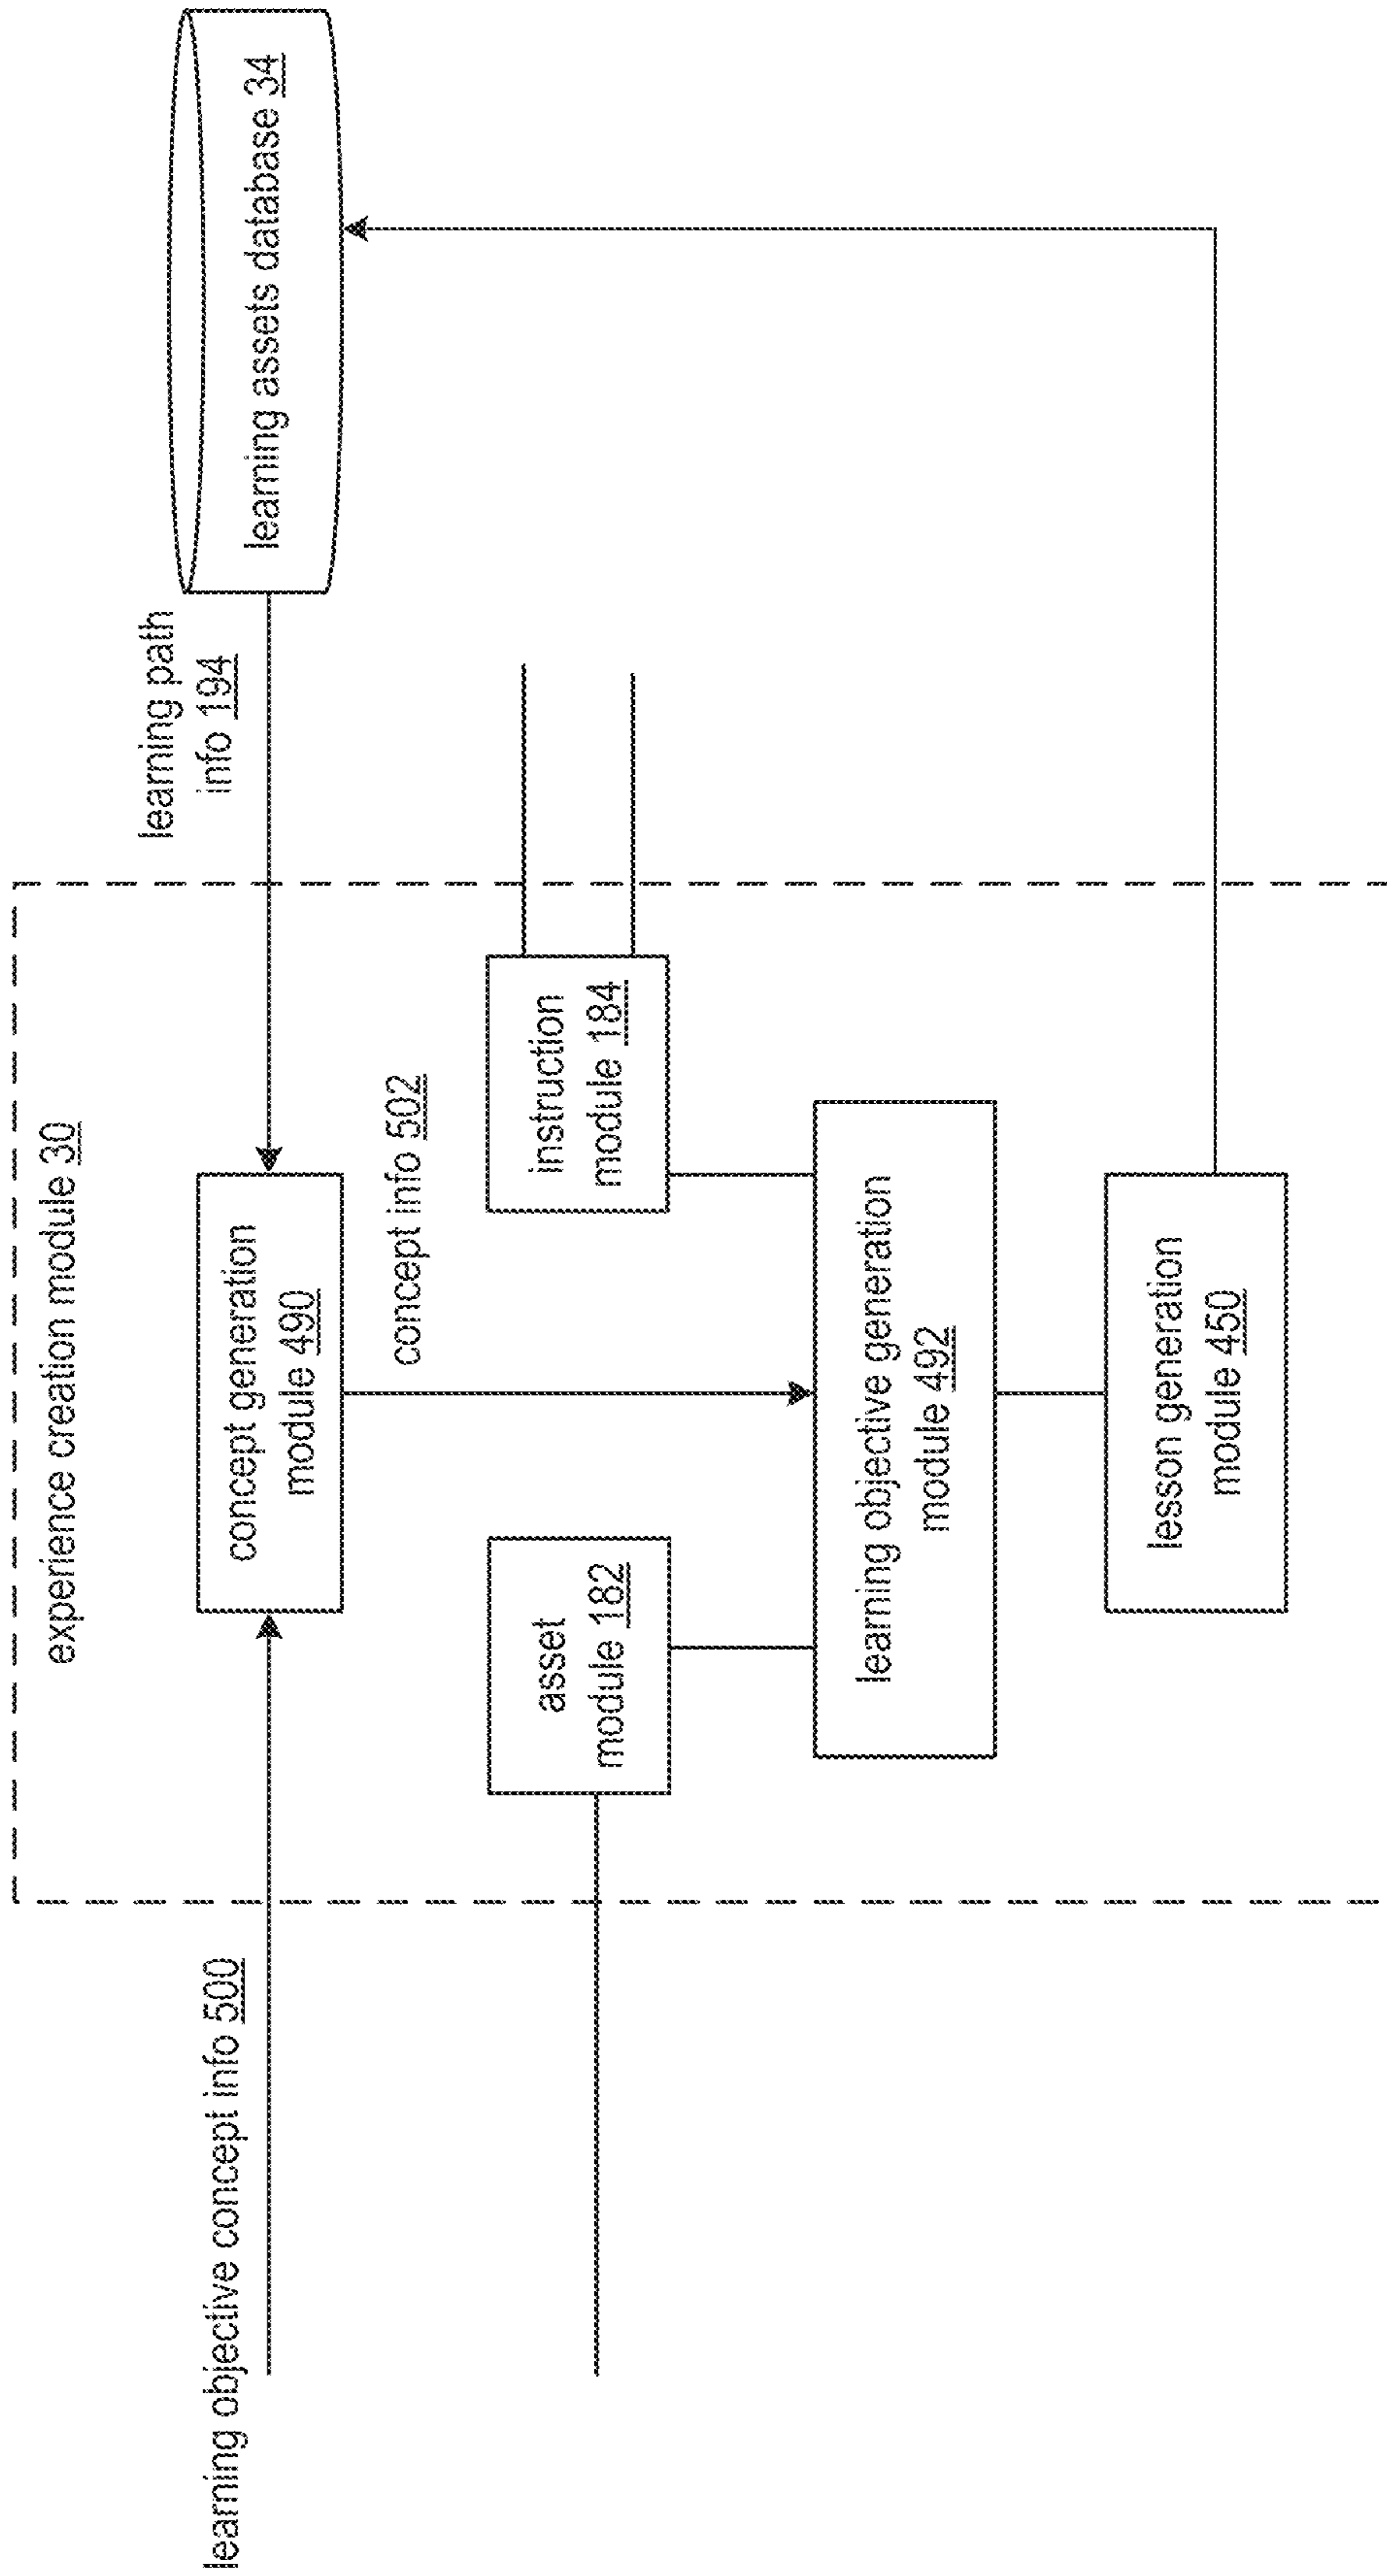 experience creation module 30
learning objective concept info 500
concept generation
module 490
learning path
info 194
learning assets database 34
concept info 502
asset
module 182
instruction
module 184
learning objective generation
module 492
lesson generation
module 450